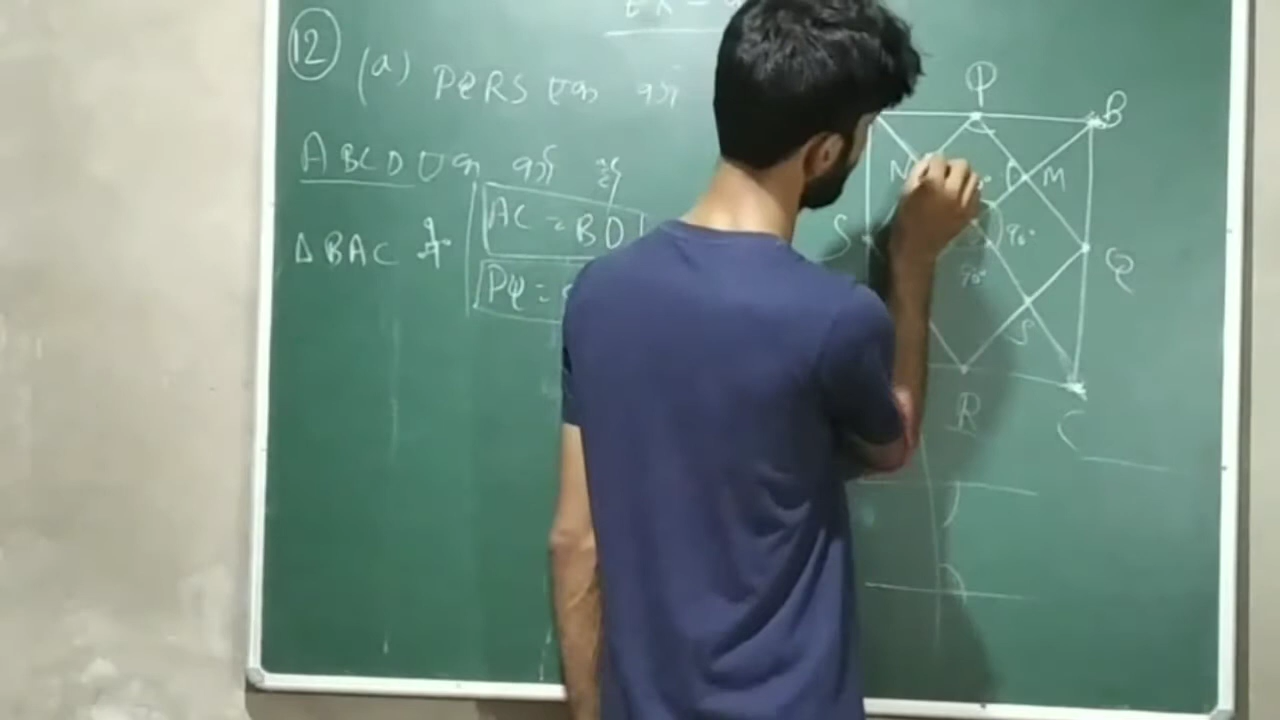 12
(a) PQRS एक वर्ग
ABCD एक वर्ग है
AC = BD
Δ BAC में
PQ =
P
B
N
M
S
90°
Q
90°
S
R
C